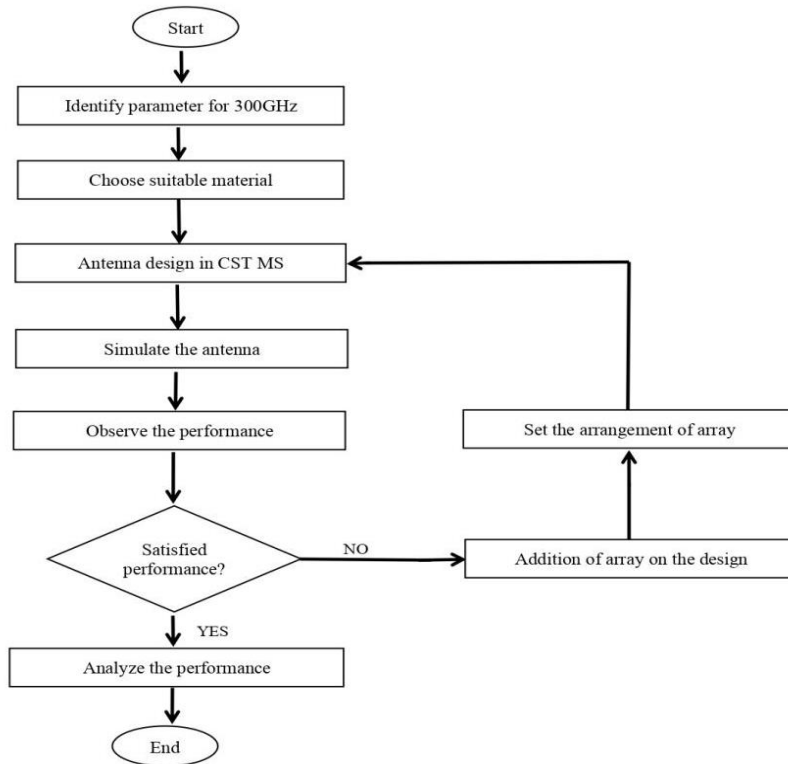 Start
Identify parameter for 300GHz
Choose suitable material
Antenna design in CST MS
Simulate the antenna
Observe the performance
Set the arrangement of array
Satisfied
performance?
NO
Addition of array on the design
YES
Analyze the performance
End